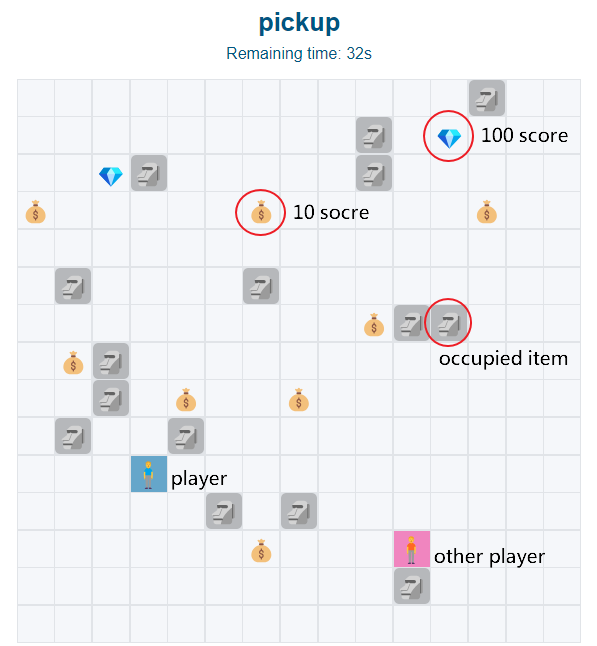 pickup
Remaining time: 32s
100 score
10 socre
occupied item
player
other player